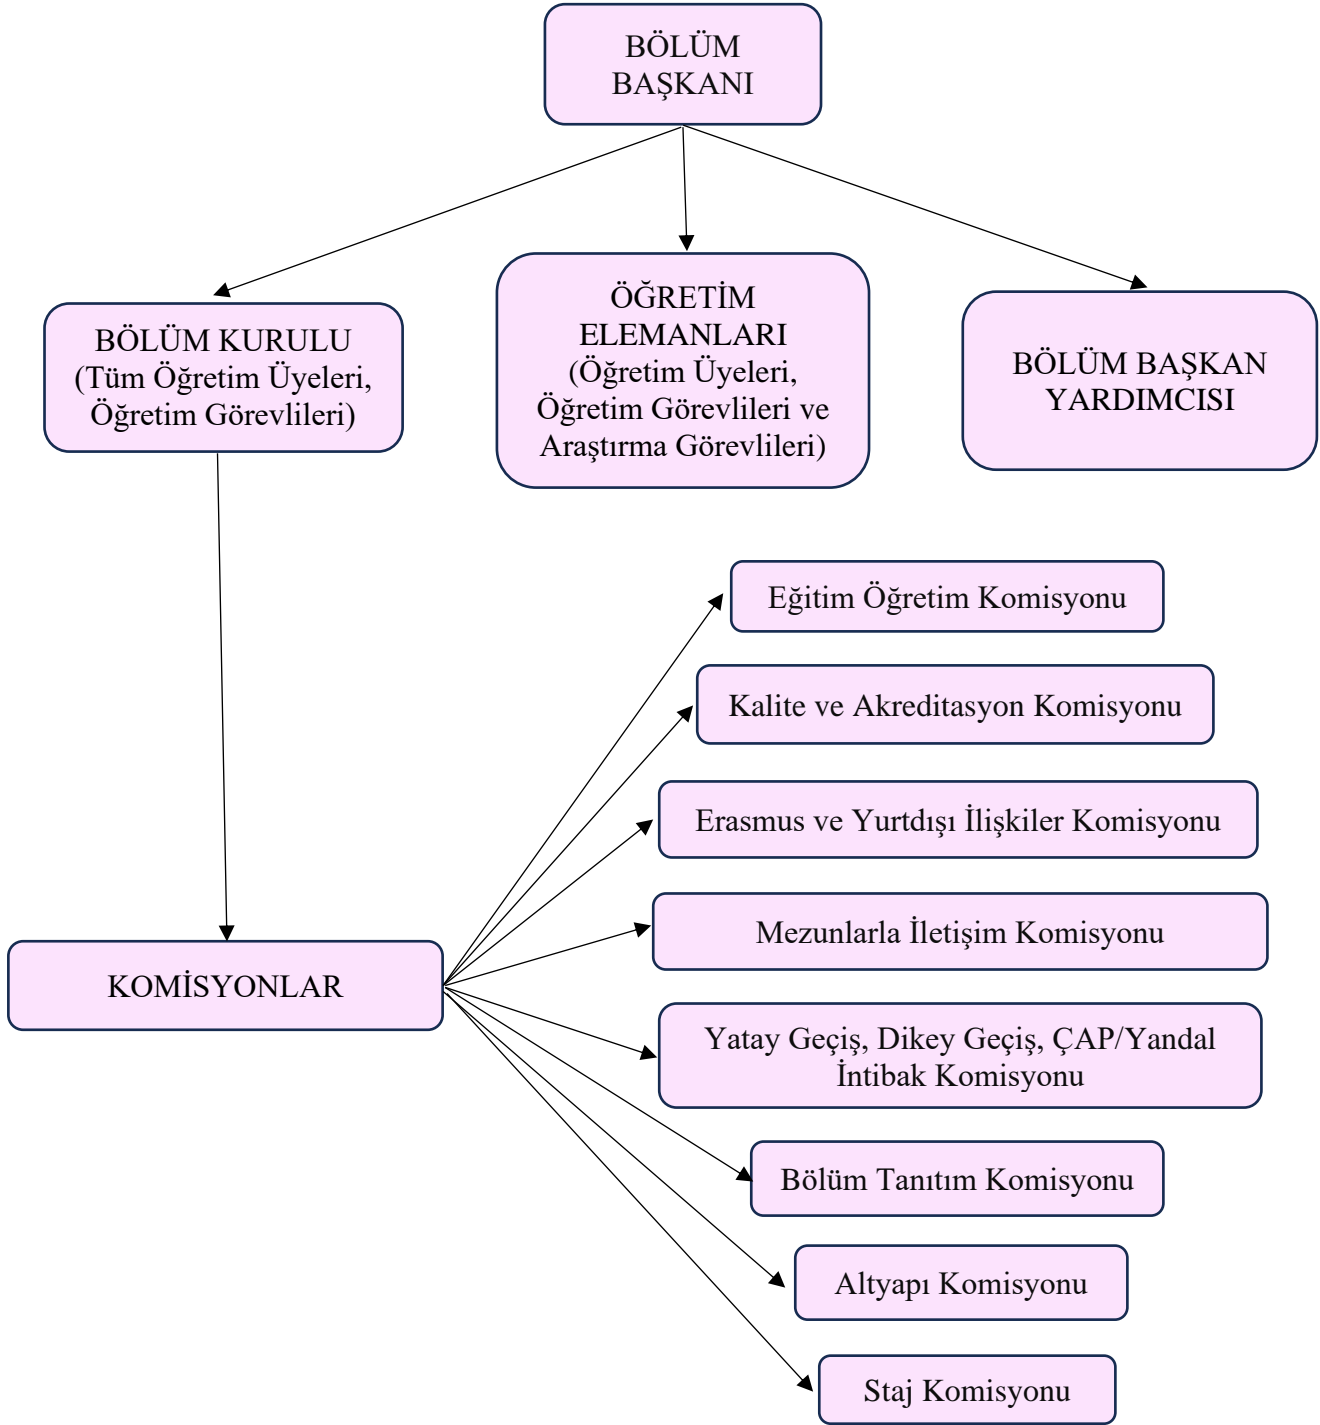 BÖLÜM
BAŞKANI
BÖLÜM KURULU
(Tüm Öğretim Üyeleri,
Öğretim Görevlileri)
ÖĞRETİM
ELEMANLARI
(Öğretim Üyeleri,
Öğretim Görevlileri ve
Araştırma Görevlileri)
BÖLÜM BAŞKAN
YARDIMCISI
KOMİSYONLAR
Eğitim Öğretim Komisyonu
Kalite ve Akreditasyon Komisyonu
Erasmus ve Yurtdışı İlişkiler Komisyonu
Mezunlarla İletişim Komisyonu
Yatay Geçiş, Dikey Geçiş, ÇAP/Yandal
İntibak Komisyonu
Bölüm Tanıtım Komisyonu
Altyapı Komisyonu
Staj Komisyonu